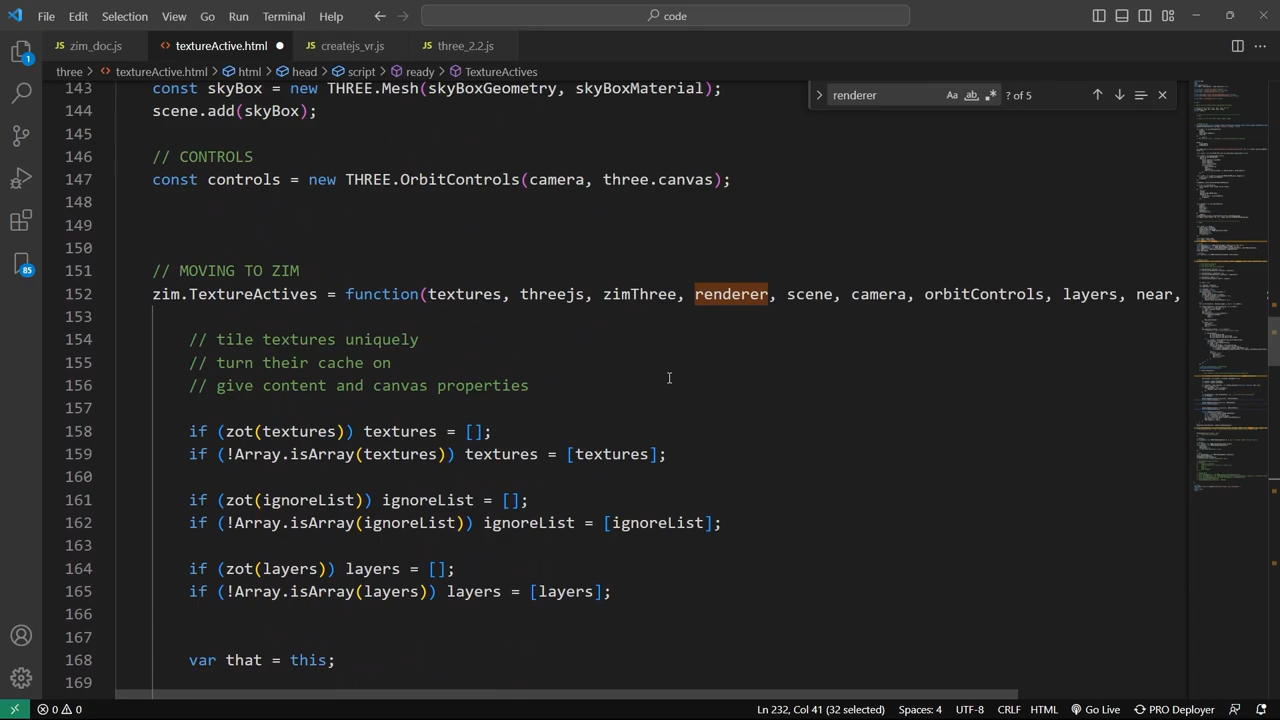 File Edit Selection View Go Run Terminal Help code
zim_doc.js textureActive.html createjs_vr.js three_2.2.js
three > textureActive.html > html > head > script > ready > TextureActives
renderer ab ? of 5
143 const skyBox = new THREE.Mesh(skyBoxGeometry, skyBoxMaterial);
144 scene.add(skyBox);
145
146 // CONTROLS
147 const controls = new THREE.OrbitControls(camera, three.canvas);
148
149
150
151 // MOVING TO ZIM
152 zim.TextureActives = function(textures, threejs, zimThree, renderer, scene, camera, orbitControls, layers, near,
153
154 // tile textures uniquely
155 // turn their cache on
156 // give content and canvas properties
157
158 if (zot(textures)) textures = [];
159 if (!Array.isArray(textures)) textures = [textures];
160
161 if (zot(ignoreList)) ignoreList = [];
162 if (!Array.isArray(ignoreList)) ignoreList = [ignoreList];
163
164 if (zot(layers)) layers = [];
165 if (!Array.isArray(layers)) layers = [layers];
166
167
168 var that = this;
169
1
85
0 0 Ln 232, Col 41 (32 selected) Spaces: 4 UTF-8 CRLF HTML Go Live PRO Deployer